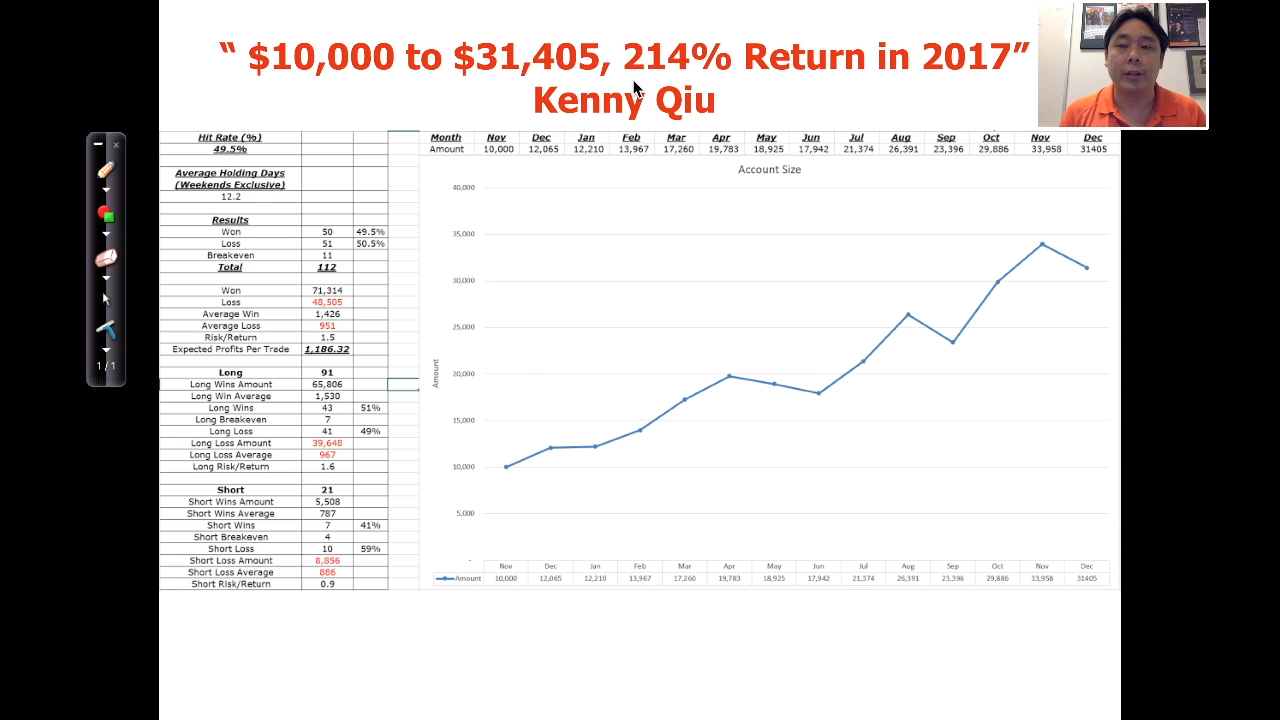 “ $10,000 to $31,405, 214% Return in 2017”
Kenny Qiu
Hit Rate (%)
49.5%
Average Holding Days
(Weekends Exclusive)
12.2
Results
Won 50 49.5%
Loss 51 50.5%
Breakeven 11
Total 112
Won 71,314
Loss 48,505
Average Win 1,426
Average Loss 951
Risk/Return 1.5
Expected Profits Per Trade 1,186.32
Long 91
Long Wins Amount 65,806
Long Win Average 1,530
Long Wins 43 51%
Long Breakeven 7
Long Loss 41 49%
Long Loss Amount 39,648
Long Loss Average 967
Long Risk/Return 1.6
Short 21
Short Wins Amount 5,508
Short Wins Average 787
Short Wins 7 41%
Short Breakeven 4
Short Loss 10 59%
Short Loss Amount 8,856
Short Loss Average 886
Short Risk/Return 0.9
Month Nov Dec Jan Feb Mar Apr May Jun Jul Aug Sep Oct Nov Dec
Amount 10,000 12,065 12,210 13,967 17,260 19,783 18,925 17,942 21,374 26,391 23,396 29,886 33,958 31405
Account Size
40,000
35,000
30,000
25,000
20,000
15,000
10,000
5,000
-
Amount
Nov Dec Jan Feb Mar Apr May Jun Jul Aug Sep Oct Nov Dec
Amount 10,000 12,065 12,210 13,967 17,260 19,783 18,925 17,942 21,374 26,391 23,396 29,886 33,958 31405
1/1